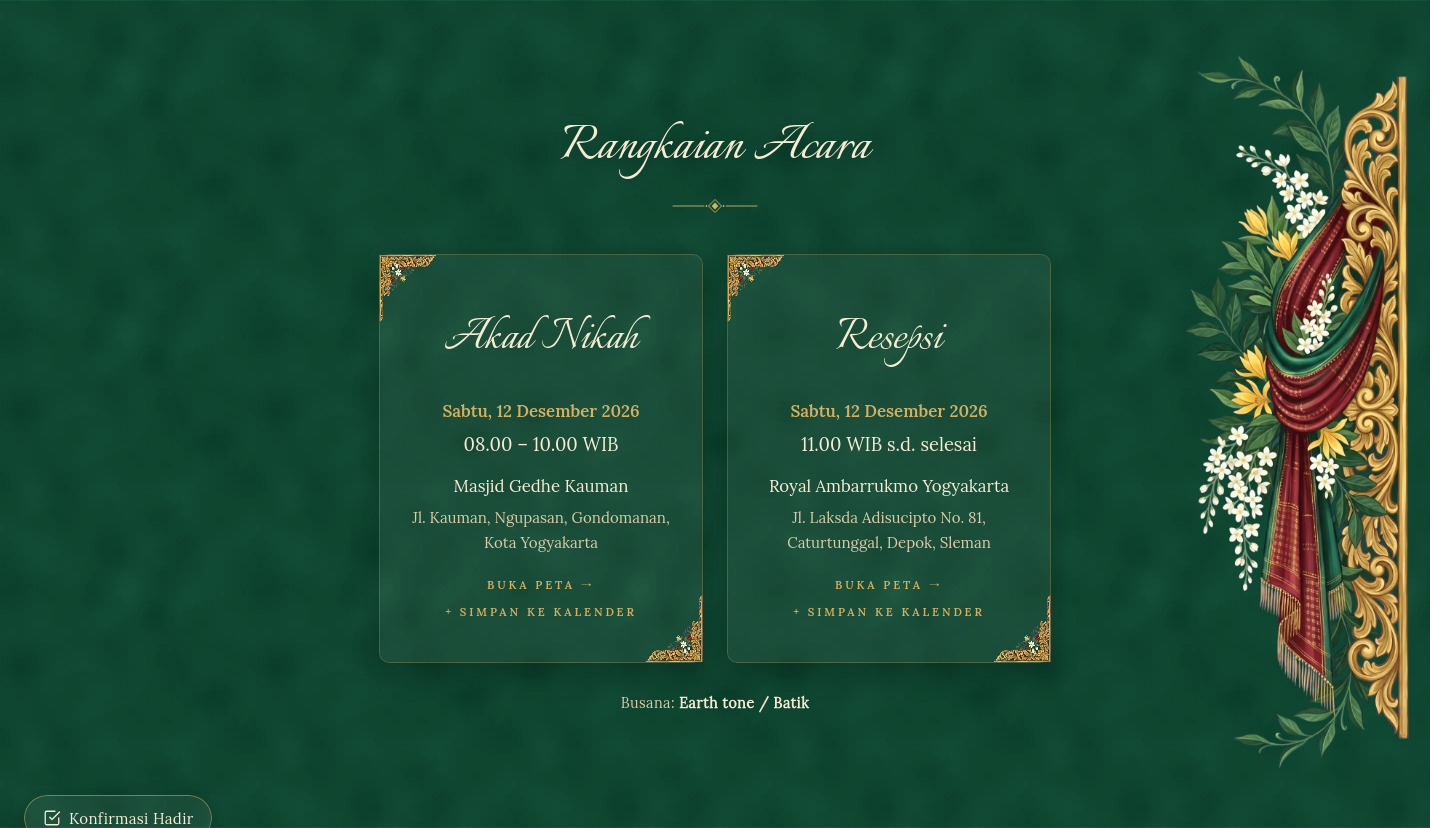 Rangkaian Acara
Akad Nikah
Sabtu, 12 Desember 2026
08.00 – 10.00 WIB
Masjid Gedhe Kauman
Jl. Kauman, Ngupasan, Gondomanan,
Kota Yogyakarta
BUKA PETA →
+ SIMPAN KE KALENDER
Resepsi
Sabtu, 12 Desember 2026
11.00 WIB s.d. selesai
Royal Ambarrukmo Yogyakarta
Jl. Laksda Adisucipto No. 81,
Caturtunggal, Depok, Sleman
BUKA PETA →
+ SIMPAN KE KALENDER
Busana: Earth tone / Batik
Konfirmasi Hadir